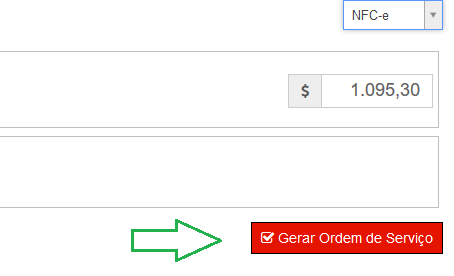 NFC-e
$ 1.095,30
Gerar Ordem de Serviço